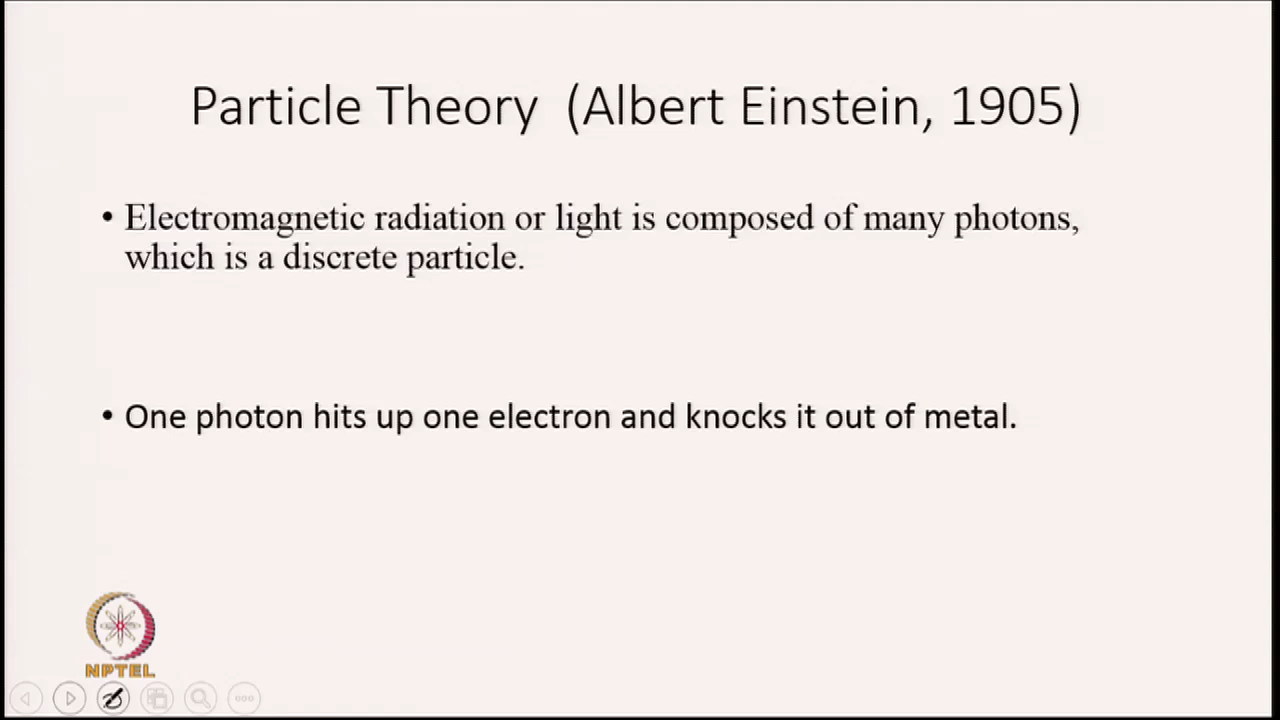 Particle Theory (Albert Einstein, 1905)
• Electromagnetic radiation or light is composed of many photons,
which is a discrete particle.
• One photon hits up one electron and knocks it out of metal.
NPTEL